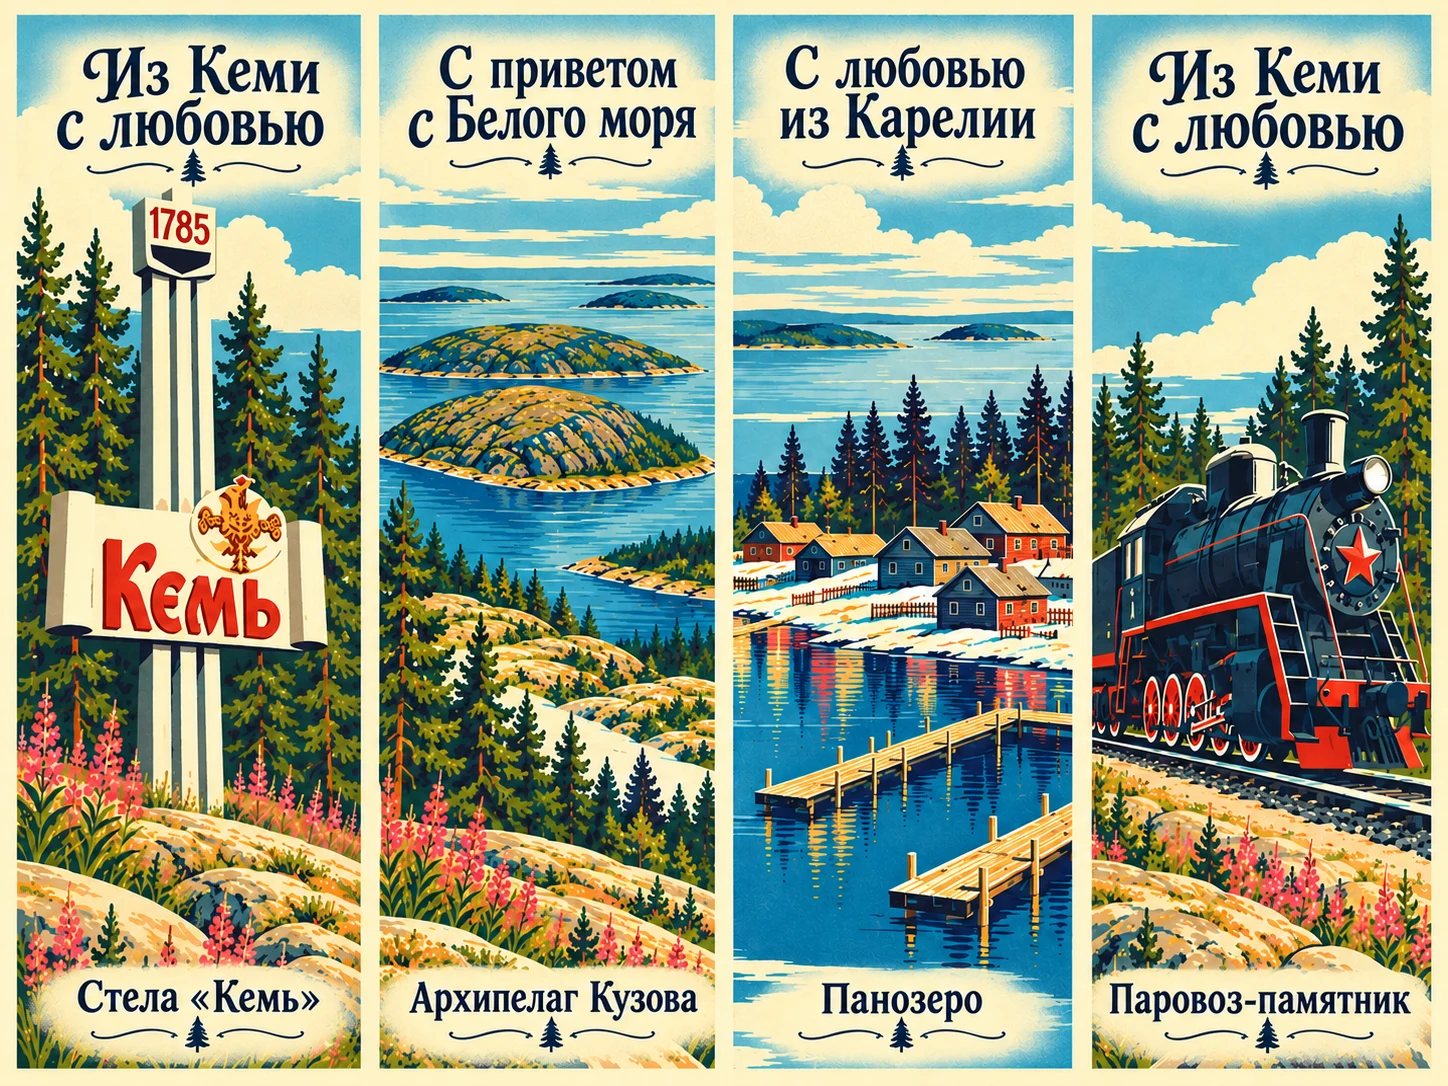 Из Кеми
с любовью
1785
Кемь
Стела «Кемь»
С приветом
с Белого моря
Архипелаг Кузова
С любовью
из Карелии
Панозеро
Из Кеми
с любовью
Паровоз-памятник